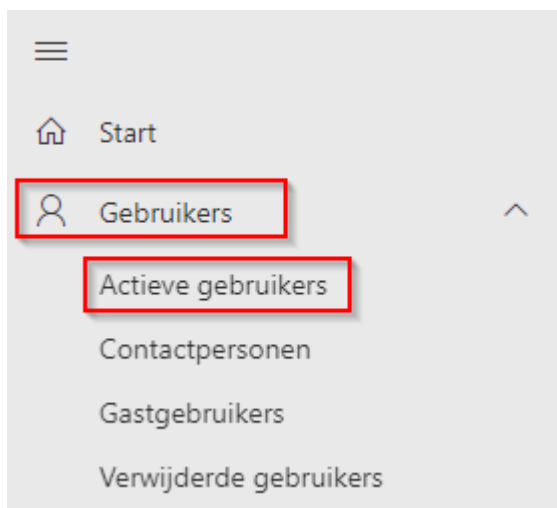 Start
Gebruikers
Actieve gebruikers
Contactpersonen
Gastgebruikers
Verwijderde gebruikers